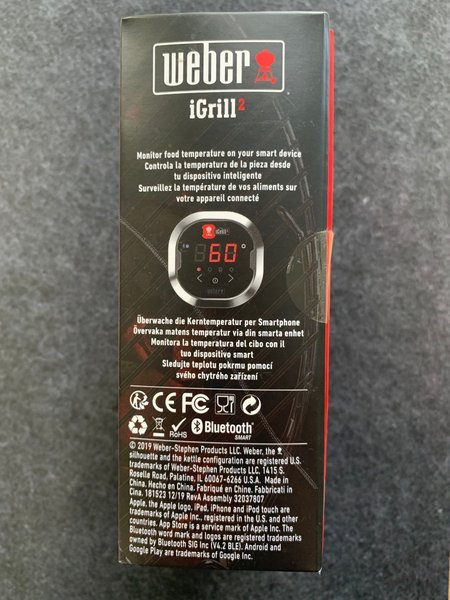 weber
iGrill2
Monitor food temperature on your smart device
Controla la temperatura de la pieza desde
tu dispositivo inteligente
Surveillez la température de vos aliments sur
votre appareil connecté
iGrill2
60
weber
Überwache die Kerntemperatur per Smartphone
Övervaka matens temperatur via din smarta enhet
Monitora la temperatura del cibo con il
tuo dispositivo smart
Sledujte teplotu pokrmu pomocí
svého chytrého zařízení
CE FC
RoHS Bluetooth®
SMART
© 2019 Weber-Stephen Products LLC. Weber, the
silhouette and the kettle configuration are registered U.S.
trademarks of Weber-Stephen Products LLC, 1415 S.
Roselle Road, Palatine, IL 60067-6266 U.S.A. Made in
China. Hecho en China. Fabriqué en Chine. Fabbricati in
Cina. 181523 12/19 RevA Assembly 32037807
Apple, the Apple logo, iPad, iPhone and iPod touch are
trademarks of Apple Inc., registered in the U.S. and other
countries. App Store is a service mark of Apple Inc. The
Bluetooth word mark and logos are registered trademarks
owned by Bluetooth SIG Inc (V4.2 BLE). Android and
Google Play are trademarks of Google Inc.